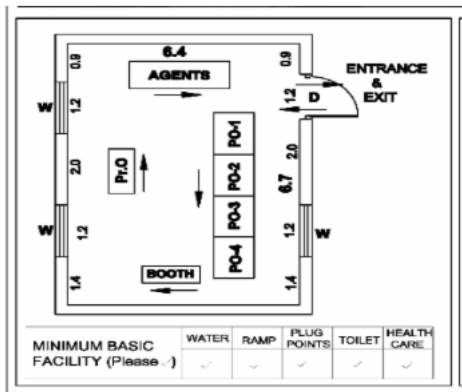 6.4
0.9
AGENTS
0.9
ENTRANCE
&
EXIT
W
1.2
1.2
D
PO-1
Pr.O
PO-2
2.0
2.0
6.7
PO-3
W
1.2
PO-4
1.2
W
BOOTH
1.4
1.4
MINIMUM BASIC
FACILITY (Please ✓)
WATER
RAMP
PLUG
POINTS
TOILET
HEALTH
CARE
✓ ✓ ✓ ✓ ✓